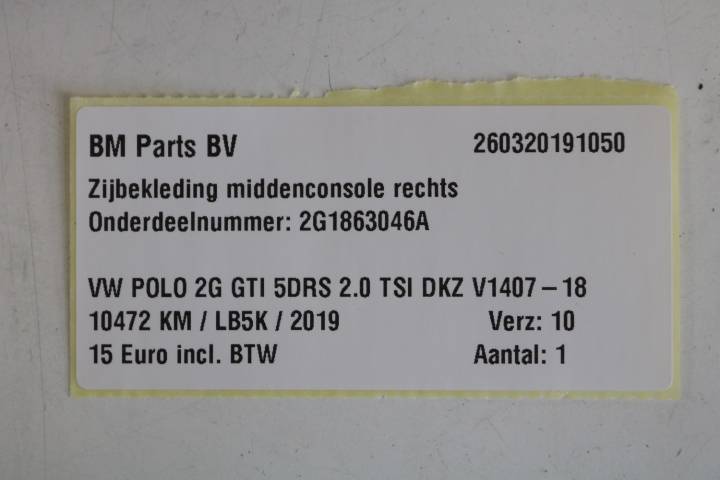 BM Parts BV 260320191050
Zijbekleding middenconsole rechts
Onderdeelnummer: 2G1863046A
VW POLO 2G GTI 5DRS 2.0 TSI DKZ V1407 – 18
10472 KM / LB5K / 2019 Verz: 10
15 Euro incl. BTW Aantal: 1